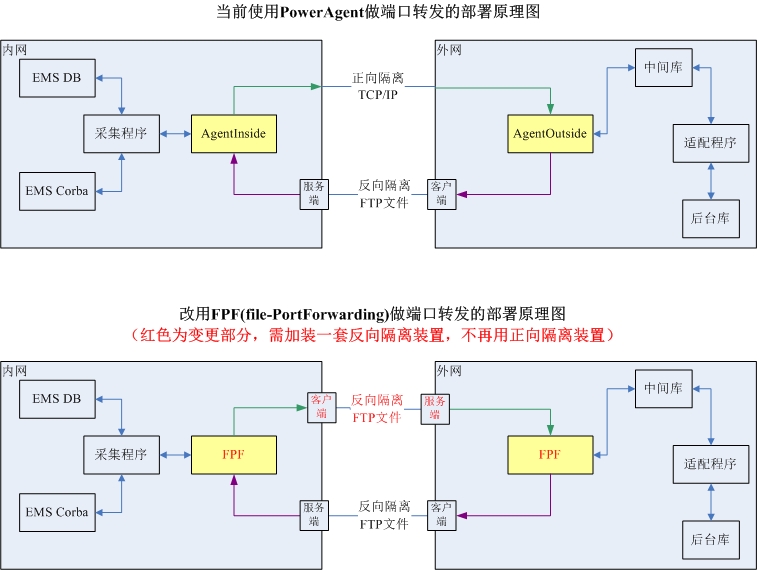 当前使用PowerAgent做端口转发的部署原理图
内网
外网
EMS DB
采集程序
EMS Corba
AgentInside
正向隔离
TCP/IP
AgentOutside
中间库
适配程序
后台库
服务
端
反向隔离
FTP文件
客户
端
改用FPF(file-PortForwarding)做端口转发的部署原理图
（红色为变更部分，需加装一套反向隔离装置，不再用正向隔离装置）
内网
外网
EMS DB
采集程序
EMS Corba
FPF
客户
端
反向隔离
FTP文件
服务
端
FPF
中间库
适配程序
后台库
服务
端
反向隔离
FTP文件
客户
端